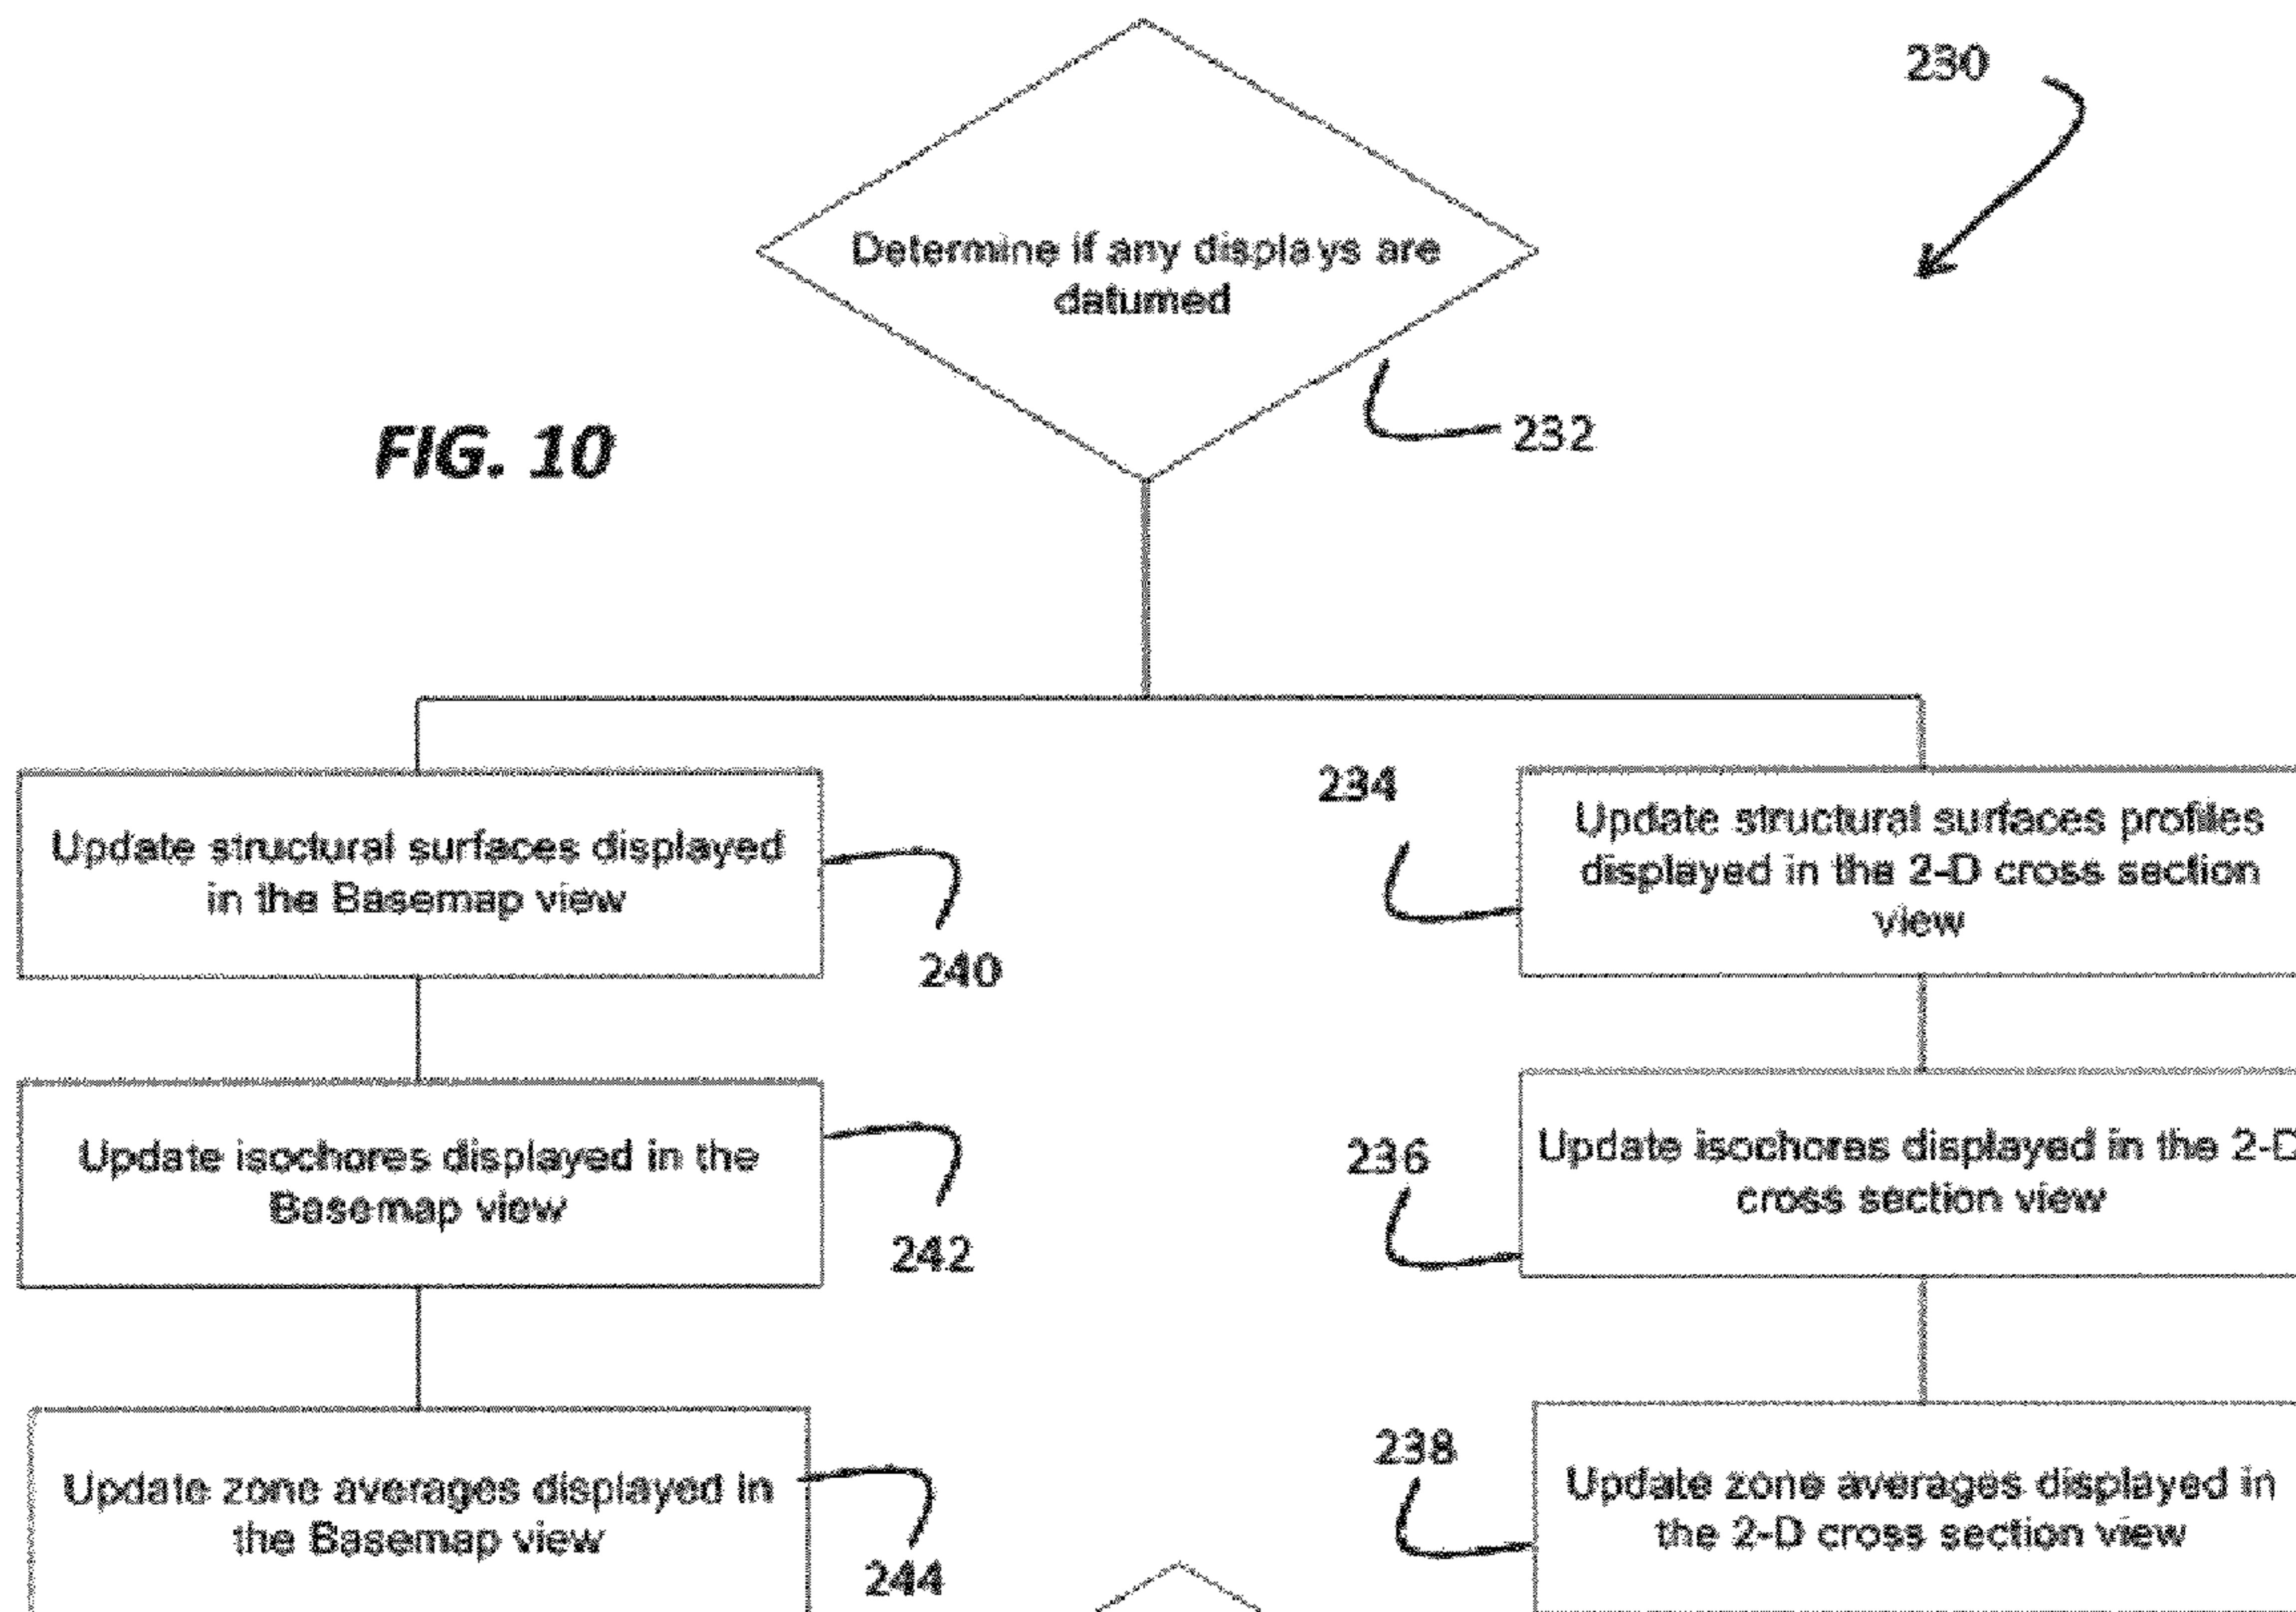 230
Determine if any displays are
datumed
232
FIG. 10
Update structural surfaces displayed
in the Basemap view
240
234
Update structural surfaces profiles
displayed in the 2-D cross section
view
Update isochores displayed in the
Basemap view
242
236
Update isochores displayed in the 2-D
cross section view
Update zone averages displayed in
the Basemap view
244
238
Update zone averages displayed in
the 2-D cross section view